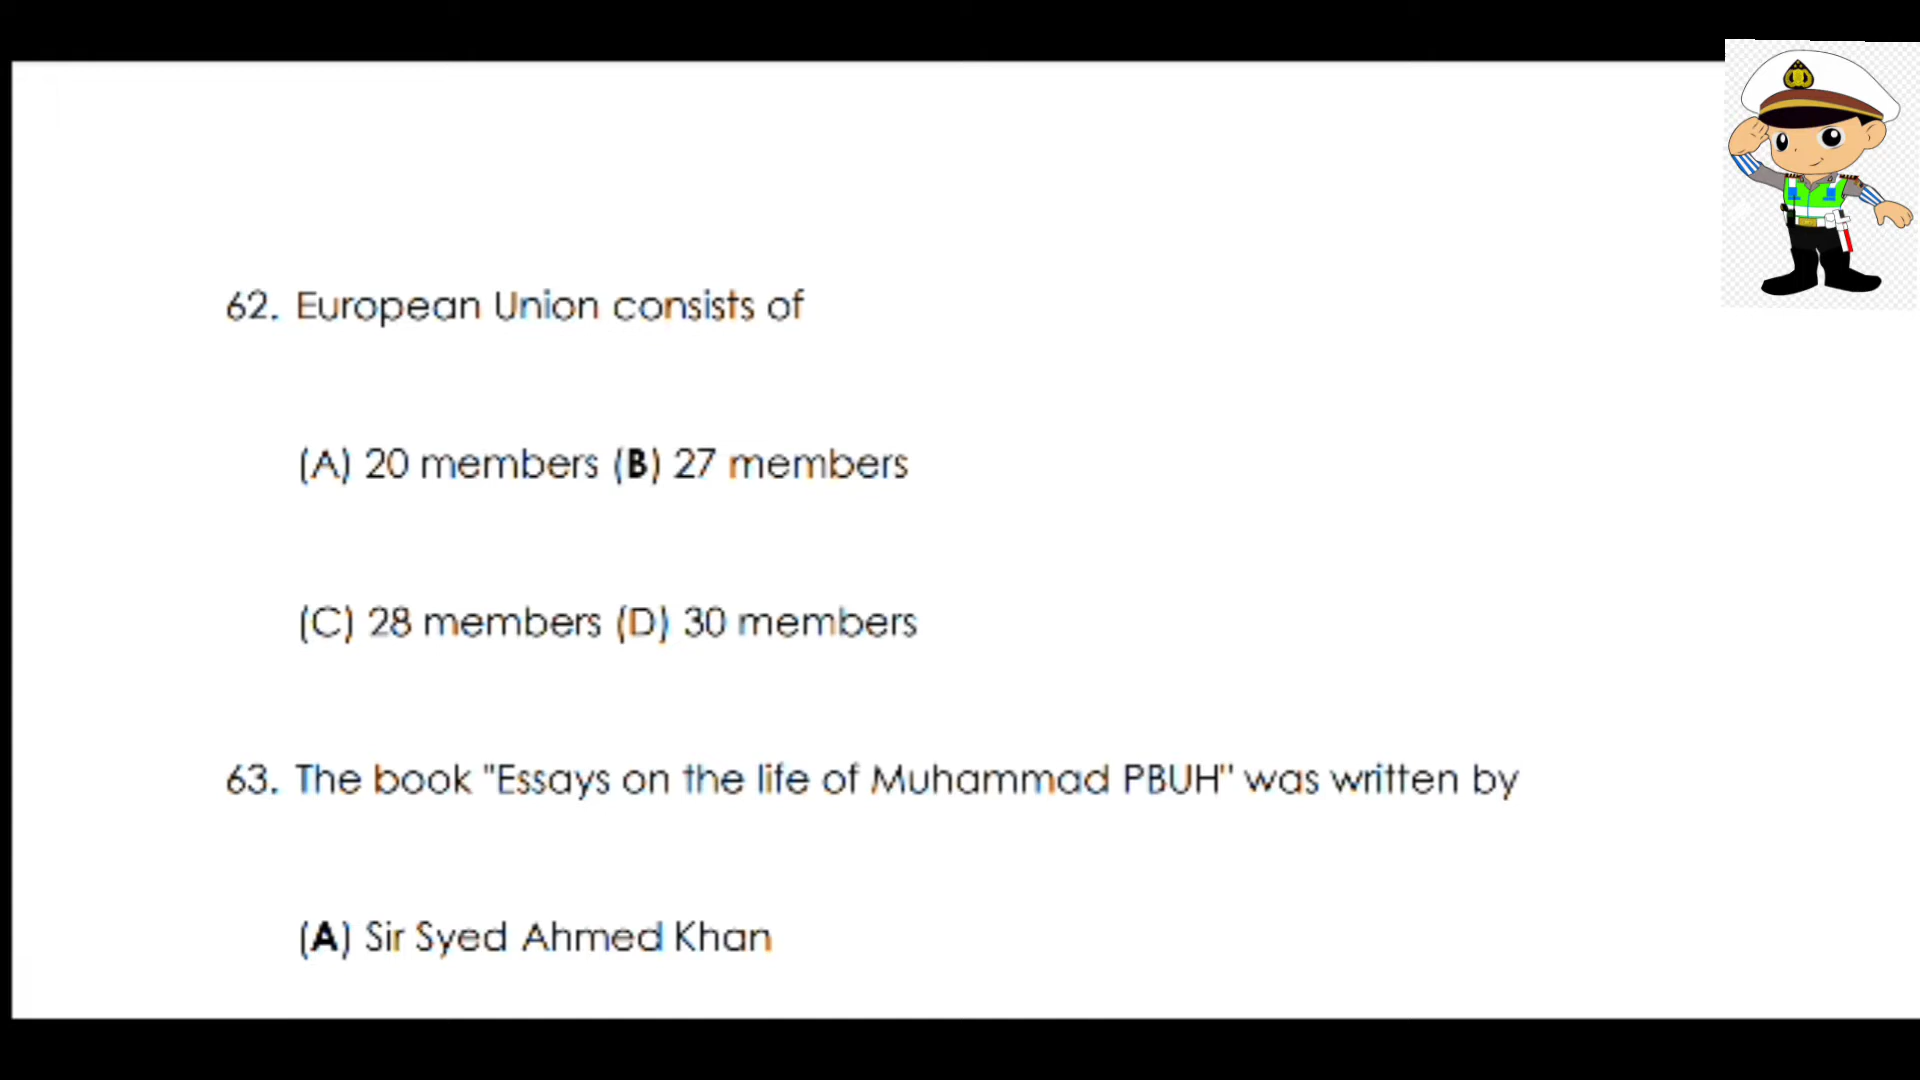 62. European Union consists of
(A) 20 members (B) 27 members
(C) 28 members (D) 30 members
63. The book "Essays on the life of Muhammad PBUH" was written by
(A) Sir Syed Ahmed Khan